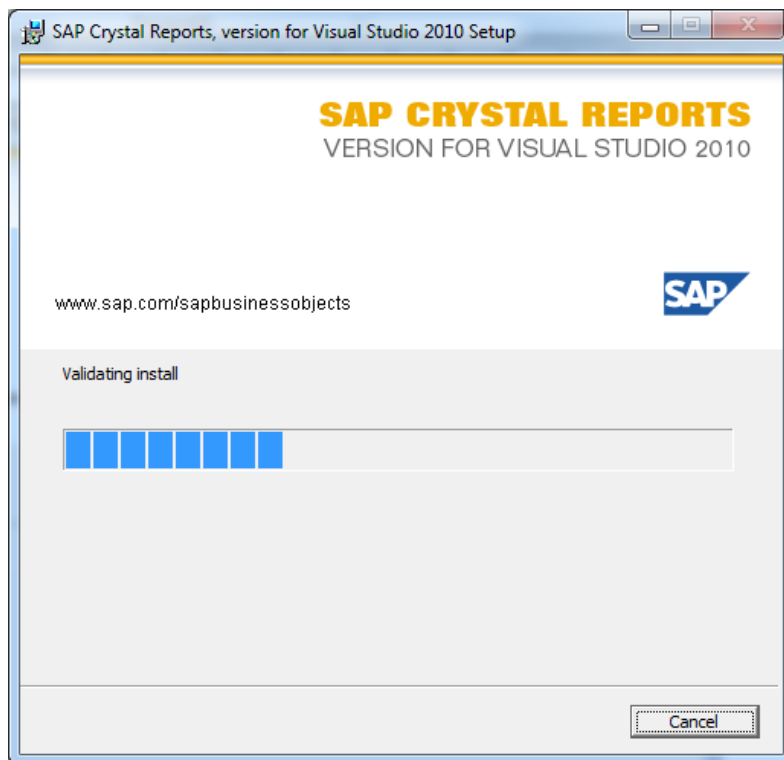 SAP Crystal Reports, version for Visual Studio 2010 Setup
SAP CRYSTAL REPORTS
VERSION FOR VISUAL STUDIO 2010
www.sap.com/sapbusinessobjects
SAP
Validating install
Cancel